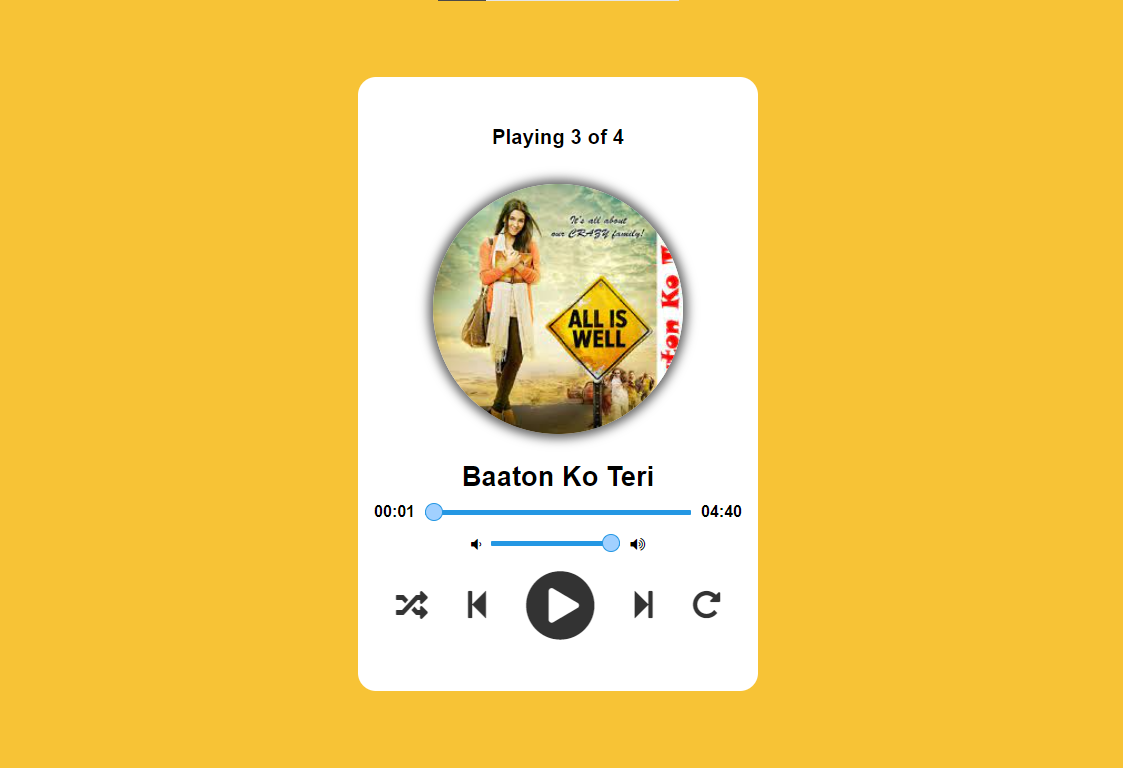 Playing 3 of 4
It's all about
our CRAZY family!
ALL IS
WELL
Ko
Baaton Ko Teri
00:01
04:40